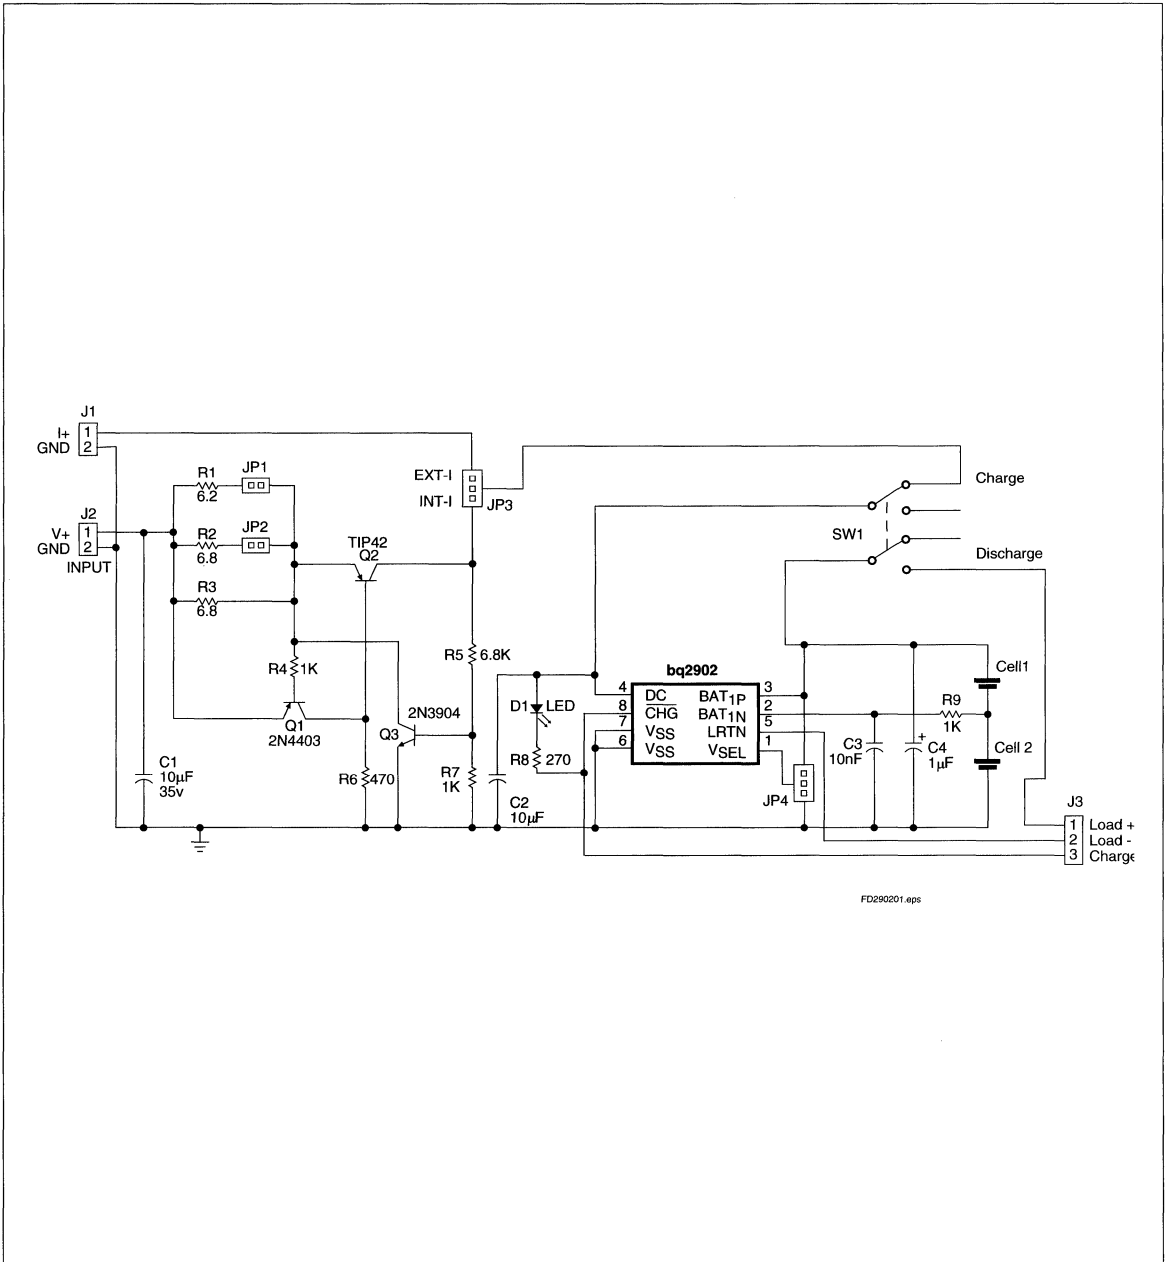 J1
I+ 1
GND 2
R1
6.2
JP1
EXT-I
INT-I
JP3
Charge
J2
V+ 1
GND 2
INPUT
R2
6.8
JP2
TIP42
Q2
SW1
Discharge
R3
6.8
R4 1K
R5 6.8K
bq2902
Cell1
4 DC BAT1P 3
8 CHG BAT1N 2
7 VSS LRTN 5
6 VSS VSEL 1
D1 LED
R9
1K
Q1
2N4403
2N3904
Q3
R8 270
C3
10nF
+
C4
1µF
Cell 2
C1
10µF
35v
R6 470
R7
1K
C2
10µF
JP4
J3
1 Load +
2 Load -
3 Charge
FD290201.eps